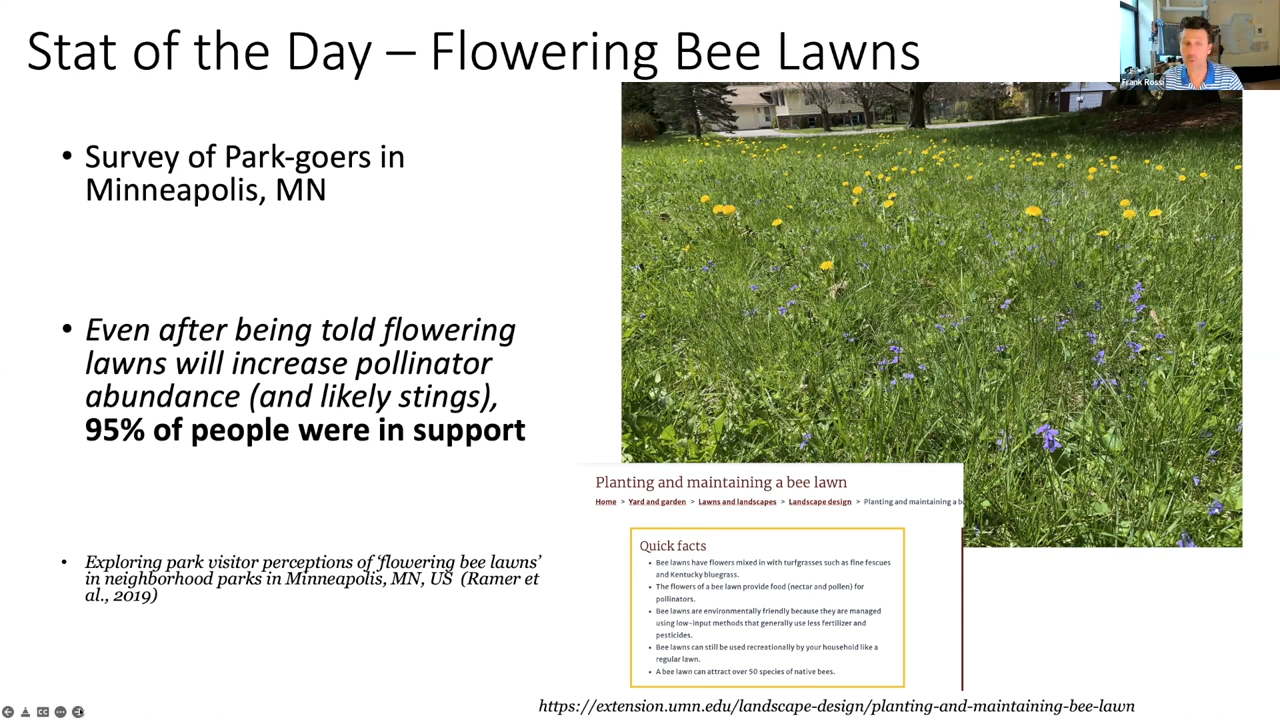 Stat of the Day – Flowering Bee Lawns
Frank Rossi
• Survey of Park-goers in
Minneapolis, MN
• Even after being told flowering
lawns will increase pollinator
abundance (and likely stings),
95% of people were in support
• Exploring park visitor perceptions of ‘flowering bee lawns’
in neighborhood parks in Minneapolis, MN, US (Ramer et
al., 2019)
Planting and maintaining a bee lawn
Home > Yard and garden > Lawns and landscapes > Landscape design > Planting and maintaining a b
Quick facts
• Bee lawns have flowers mixed in with turfgrasses such as fine fescues
and Kentucky bluegrass.
• The flowers of a bee lawn provide food (nectar and pollen) for
pollinators.
• Bee lawns are environmentally friendly because they are managed
using low-input methods that generally use less fertilizer and
pesticides.
• Bee lawns can still be used recreationally by your household like a
regular lawn.
• A bee lawn can attract over 50 species of native bees.
https://extension.umn.edu/landscape-design/planting-and-maintaining-bee-lawn
CC